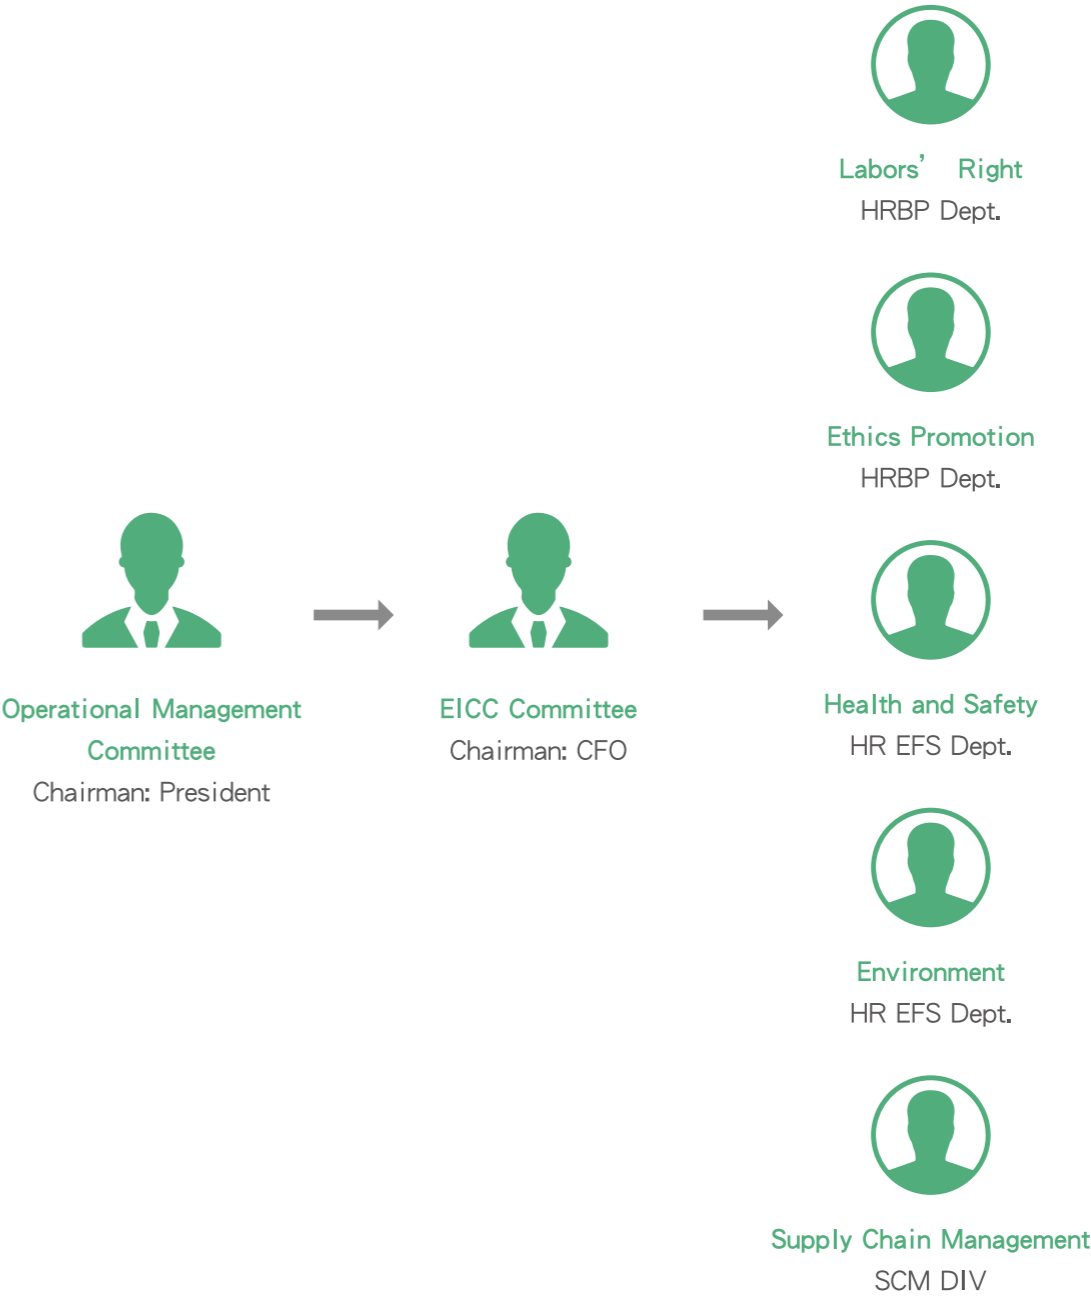 Labors’ Right
HRBP Dept.
Ethics Promotion
HRBP Dept.
Operational Management
Committee
Chairman: President
EICC Committee
Chairman: CFO
Health and Safety
HR EFS Dept.
Environment
HR EFS Dept.
Supply Chain Management
SCM DIV